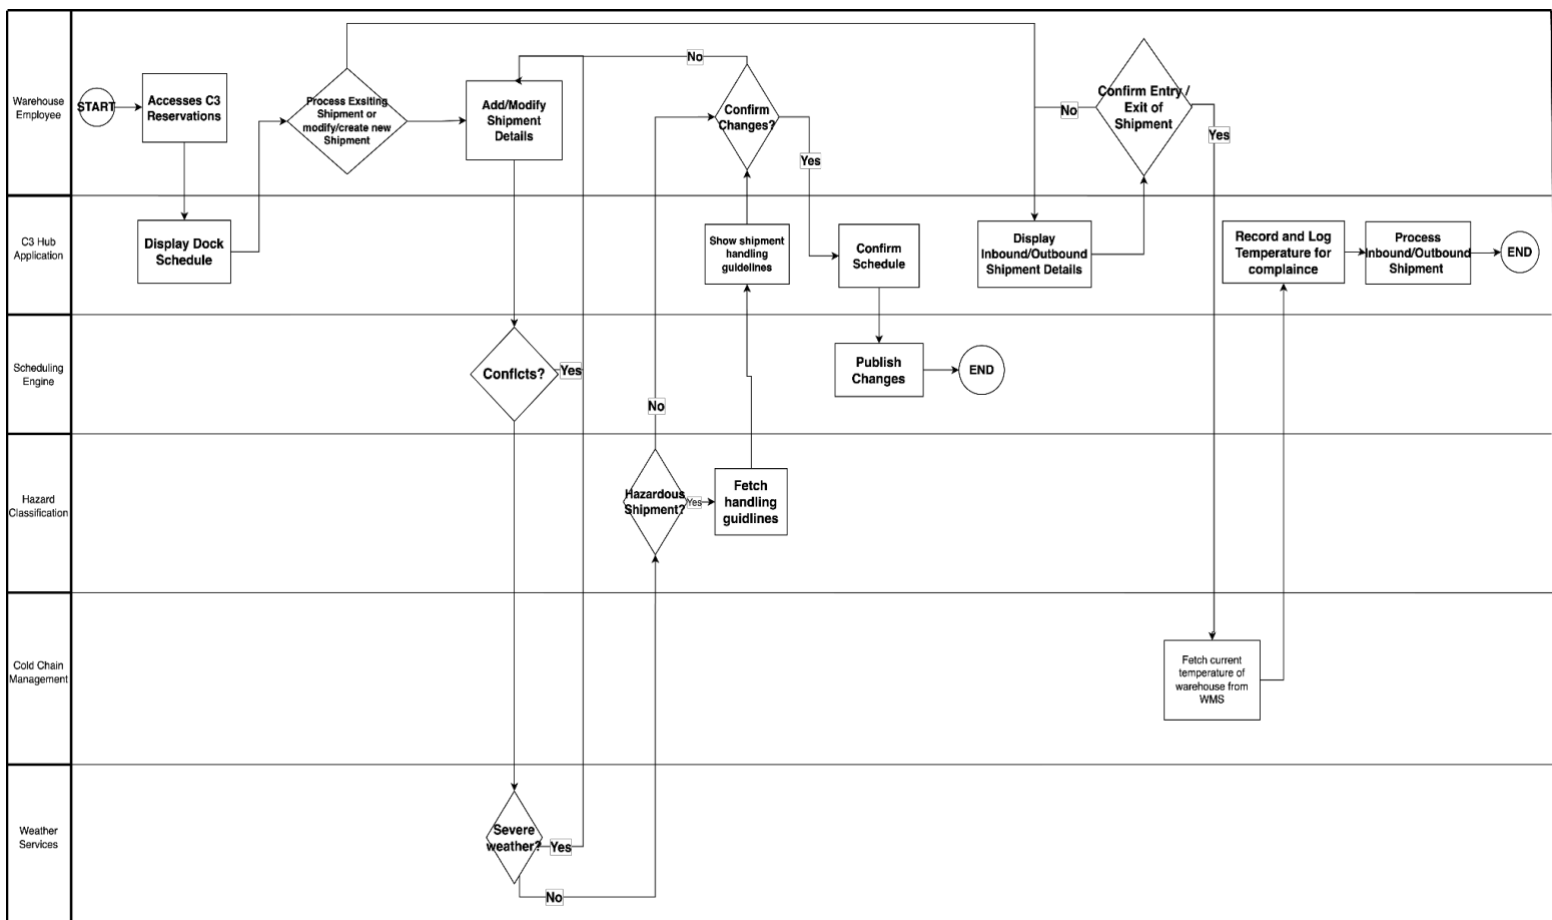 Warehouse
Employee
START
Accesses C3
Reservations
Process Exsiting
Shipment or
modify/create new
Shipment
Add/Modify
Shipment
Details
No
Confirm
Changes?
Yes
No
Confirm Entry /
Exit of
Shipment
Yes
C3 Hub
Application
Display Dock
Schedule
Show shipment
handling
guidelines
Confirm
Schedule
Display
Inbound/Outbound
Shipment Details
Record and Log
Temperature for
complaince
Process
Inbound/Outbound
Shipment
END
Scheduling
Engine
Conflcts?
Yes
No
Publish
Changes
END
Hazard
Classification
Hazardous
Shipment?
Yes
Fetch
handling
guidlines
Cold Chain
Management
Fetch current
temperature of
warehouse from
WMS
Weather
Services
Severe
weather?
Yes
No